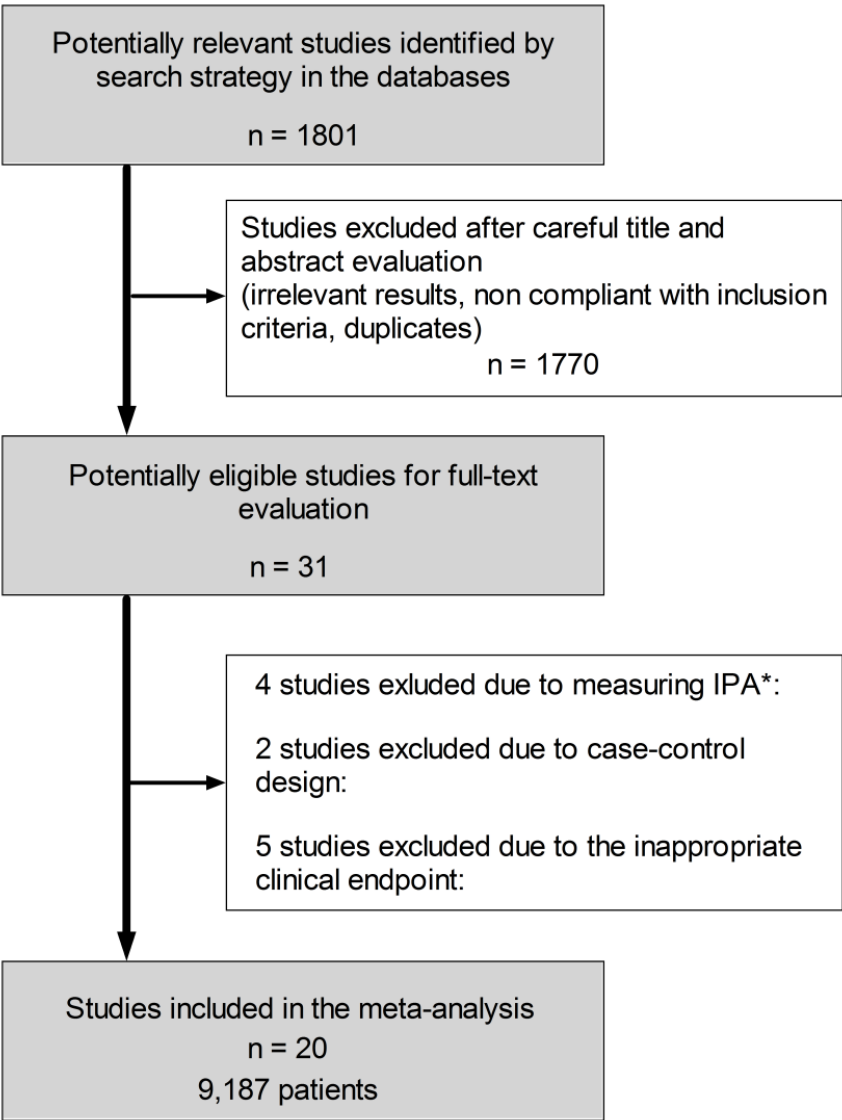 Potentially relevant studies identified by
search strategy in the databases
n = 1801
Studies excluded after careful title and
abstract evaluation
(irrelevant results, non compliant with inclusion
criteria, duplicates)
n = 1770
Potentially eligible studies for full-text
evaluation
n = 31
4 studies exluded due to measuring IPA*:
2 studies excluded due to case-control
design:
5 studies excluded due to the inappropriate
clinical endpoint:
Studies included in the meta-analysis
n = 20
9,187 patients